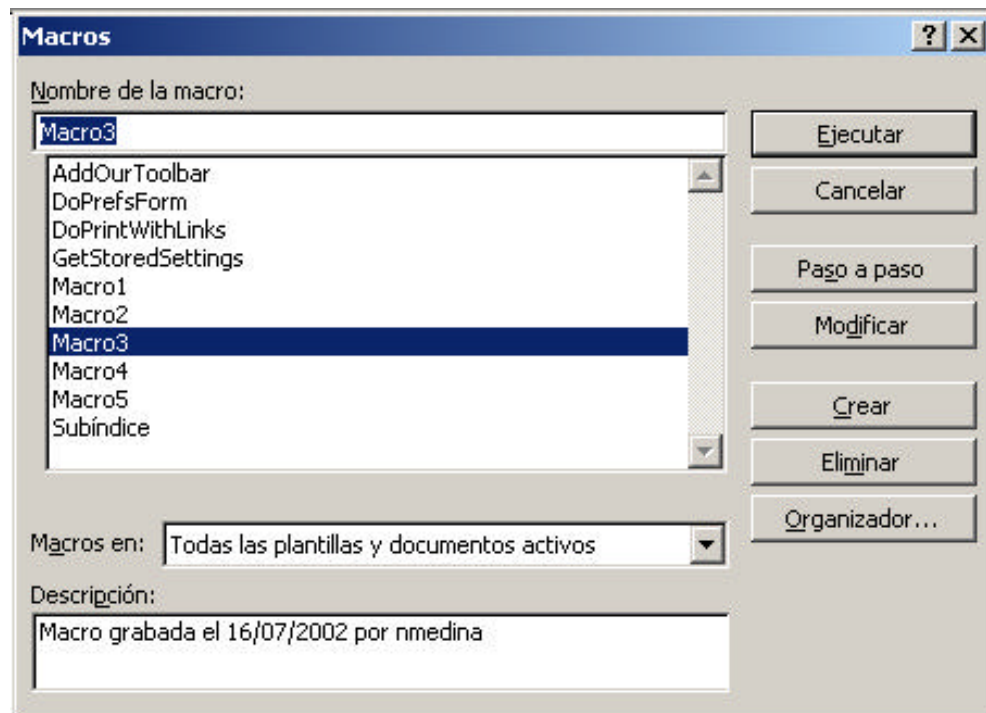 Macros
Nombre de la macro:
Macro3
AddOurToolbar
DoPrefsForm
DoPrintWithLinks
GetStoredSettings
Macro1
Macro2
Macro3
Macro4
Macro5
Subíndice
Ejecutar
Cancelar
Paso a paso
Modificar
Crear
Eliminar
Organizador...
Macros en: Todas las plantillas y documentos activos
Descripción:
Macro grabada el 16/07/2002 por nmedina